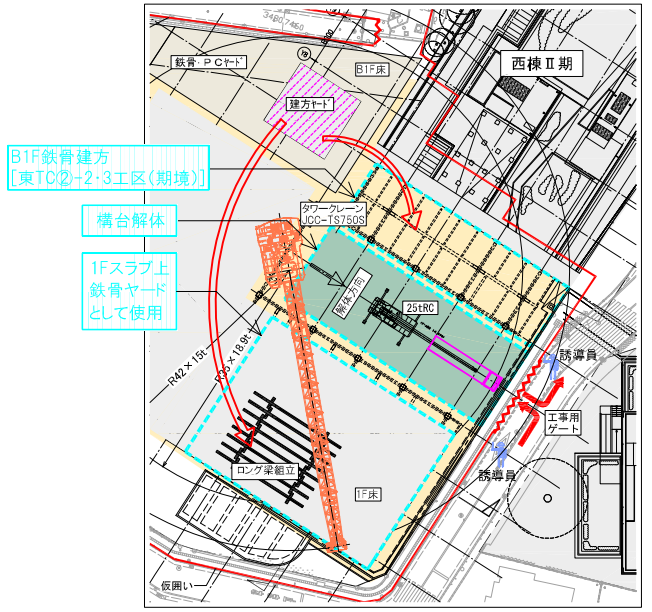 34B0.7450
鉄骨・PCヤード
B1F床
西棟Ⅱ期
建方ヤード
B1F鉄骨建方
[東TC②-2・3工区(期境)]
タワークレーン
JCC-TS750S
構台解体
1Fスラブ上
鉄骨ヤード
として使用
解体方向
25tRC
R42×15t
R35×18.9t
誘導員
工事用
ゲート
ロング梁組立
誘導員
1F床
仮囲い